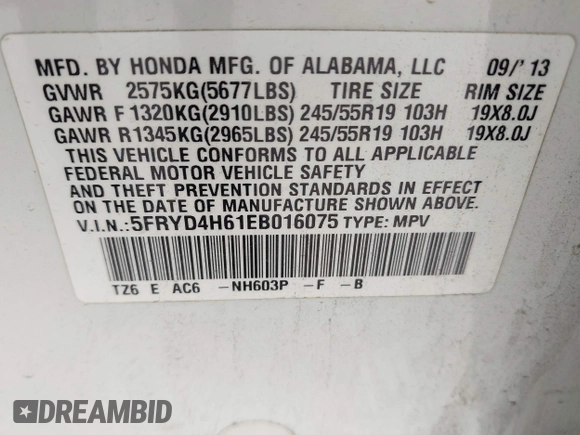 MFD. BY HONDA MFG. OF ALABAMA, LLC 09/' 13
GVWR 2575KG(5677LBS) TIRE SIZE RIM SIZE
GAWR F 1320KG(2910LBS) 245/55R19 103H 19X8.0J
GAWR R1345KG(2965LBS) 245/55R19 103H 19X8.0J
THIS VEHICLE CONFORMS TO ALL APPLICABLE
FEDERAL MOTOR VEHICLE SAFETY
AND THEFT PREVENTION STANDARDS IN EFFECT
ON THE DATE OF MANUFACTURE SHOWN ABOVE.
V.I.N.:5FRYD4H61EB016075 TYPE: MPV
TZ6 E AC6 -NH603P -F -B
DREAMBID